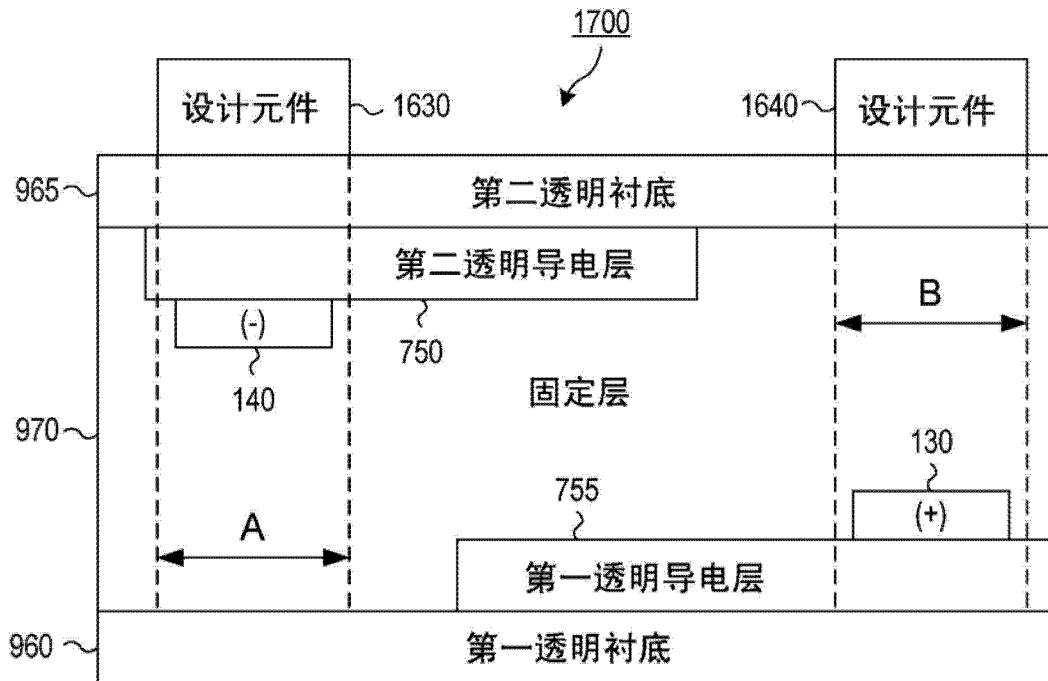 1700
设计元件
1630
1640
设计元件
965
第二透明衬底
第二透明导电层
B
(-)
750
140
固定层
970
130
755
(+)
A
第一透明导电层
960
第一透明衬底